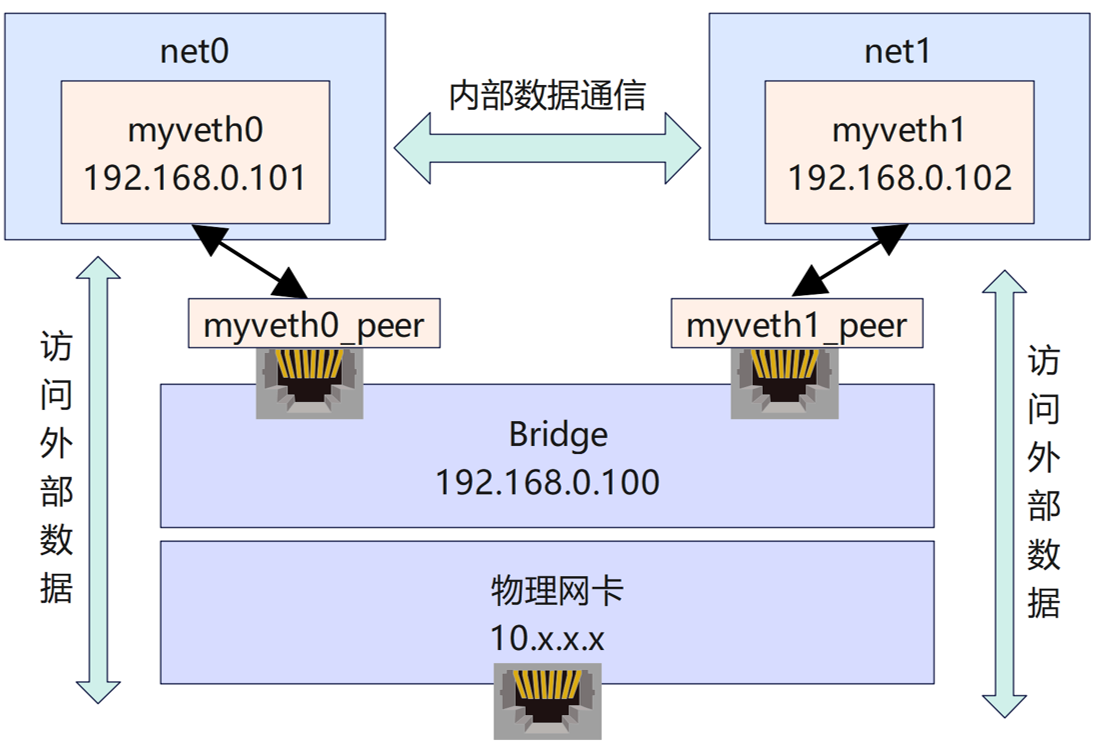 net0
myveth0
192.168.0.101
内部数据通信
net1
myveth1
192.168.0.102
访问外部数据
myveth0_peer
myveth1_peer
访问外部数据
Bridge
192.168.0.100
物理网卡
10.x.x.x